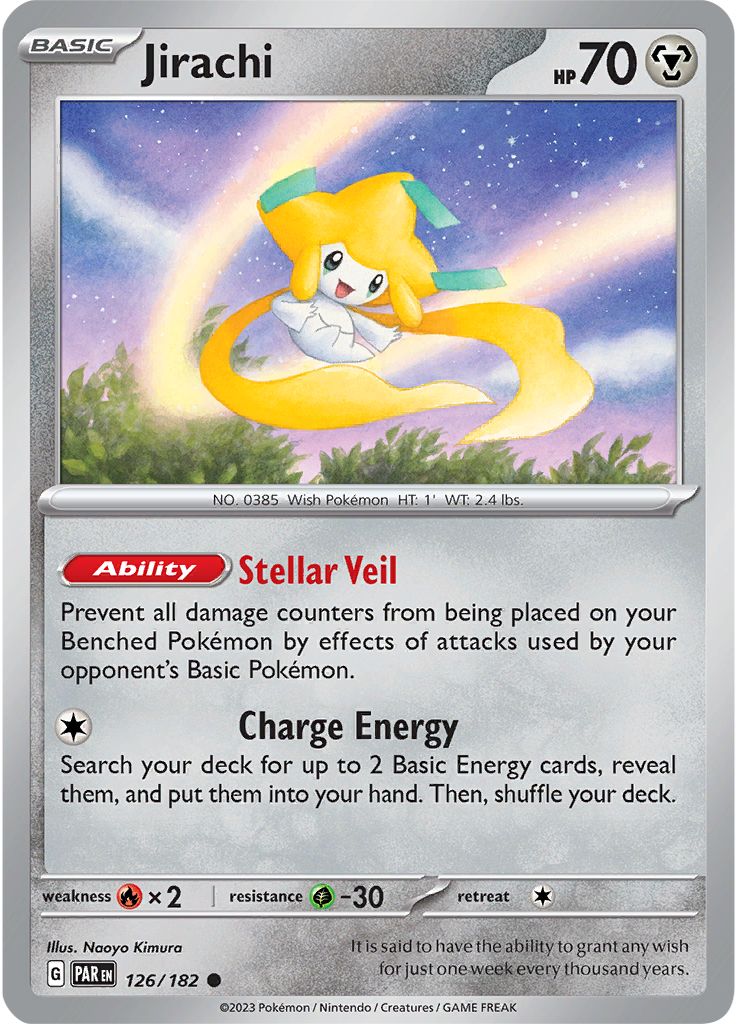 BASIC
Jirachi
HP 70
NO. 0385 Wish Pokémon HT: 1' WT: 2.4 lbs.
Ability Stellar Veil
Prevent all damage counters from being placed on your
Benched Pokémon by effects of attacks used by your
opponent's Basic Pokémon.
Charge Energy
Search your deck for up to 2 Basic Energy cards, reveal
them, and put them into your hand. Then, shuffle your deck.
weakness ×2 resistance -30 retreat
Illus. Naoyo Kimura
It is said to have the ability to grant any wish
for just one week every thousand years.
G PAR EN 126/182
©2023 Pokémon / Nintendo / Creatures / GAME FREAK